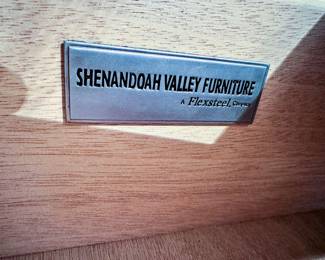 SHENANDOAH VALLEY FURNITURE
A Flexsteel Company